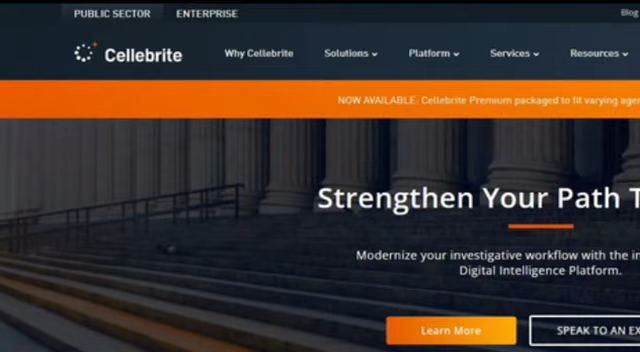 PUBLIC SECTOR ENTERPRISE Blog
Cellebrite Why Cellebrite Solutions Platform Services Resources
NOW AVAILABLE: Cellebrite Premium packaged to fit varying
Strengthen Your Path
Modernize your investigative workflow with the
Digital Intelligence Platform.
Learn More SPEAK TO AN